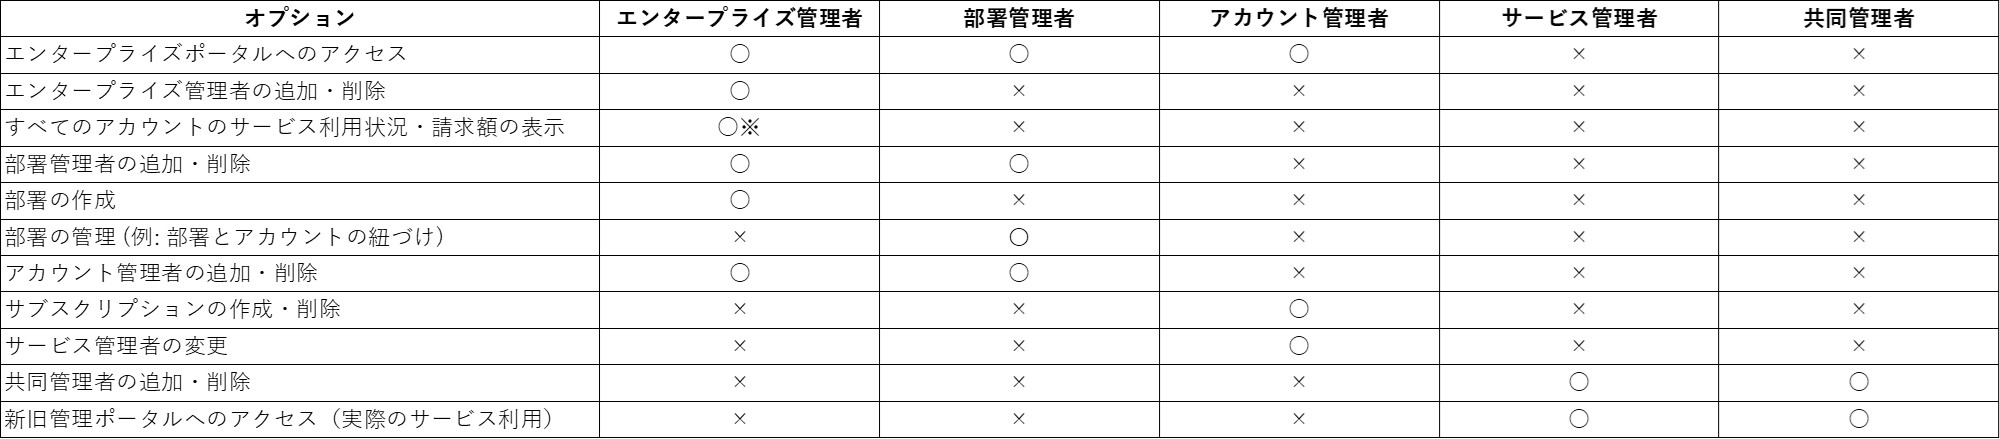 オプション エンタープライズ管理者 部署管理者 アカウント管理者 サービス管理者 共同管理者
エンタープライズポータルへのアクセス ○ ○ ○ × ×
エンタープライズ管理者の追加・削除 ○ × × × ×
すべてのアカウントのサービス利用状況・請求額の表示 ○※ × × × ×
部署管理者の追加・削除 ○ ○ × × ×
部署の作成 ○ × × × ×
部署の管理 (例: 部署とアカウントの紐づけ) × ○ × × ×
アカウント管理者の追加・削除 ○ ○ × × ×
サブスクリプションの作成・削除 × × ○ × ×
サービス管理者の変更 × × ○ × ×
共同管理者の追加・削除 × × × ○ ○
新旧管理ポータルへのアクセス（実際のサービス利用） × × × ○ ○